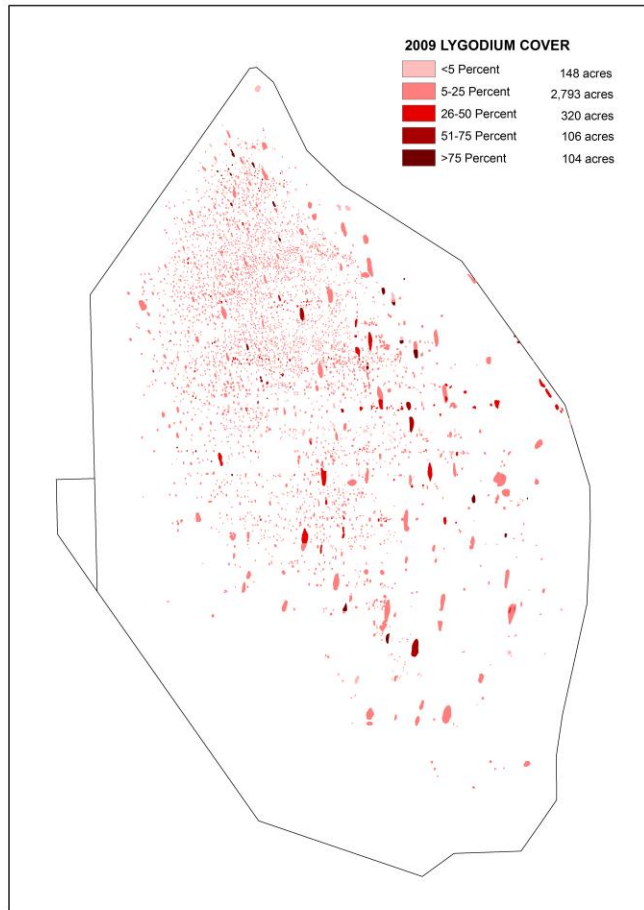 2009 LYGODIUM COVER
<5 Percent 148 acres
5-25 Percent 2,793 acres
26-50 Percent 320 acres
51-75 Percent 106 acres
>75 Percent 104 acres